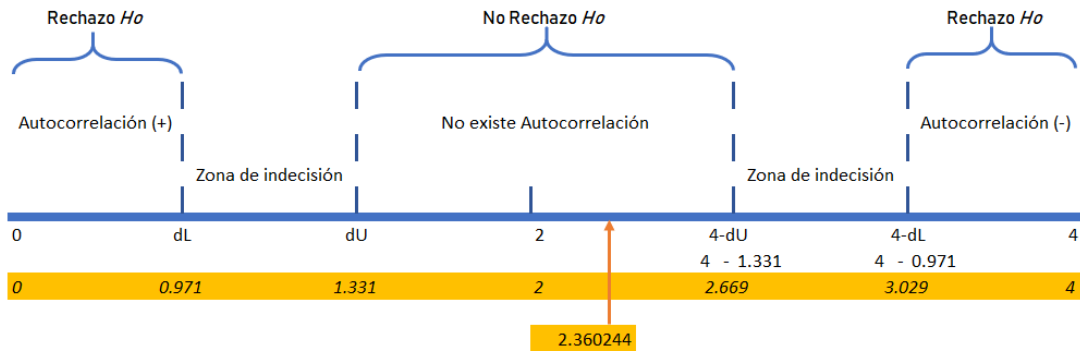 Rechazo Ho
No Rechazo Ho
Rechazo Ho
Autocorrelación (+)
No existe Autocorrelación
Autocorrelación (-)
Zona de indecisión
Zona de indecisión
0 dL dU 2 4-dU 4-dL 4
4 - 1.331 4 - 0.971
0 0.971 1.331 2 2.669 3.029 4
2.360244